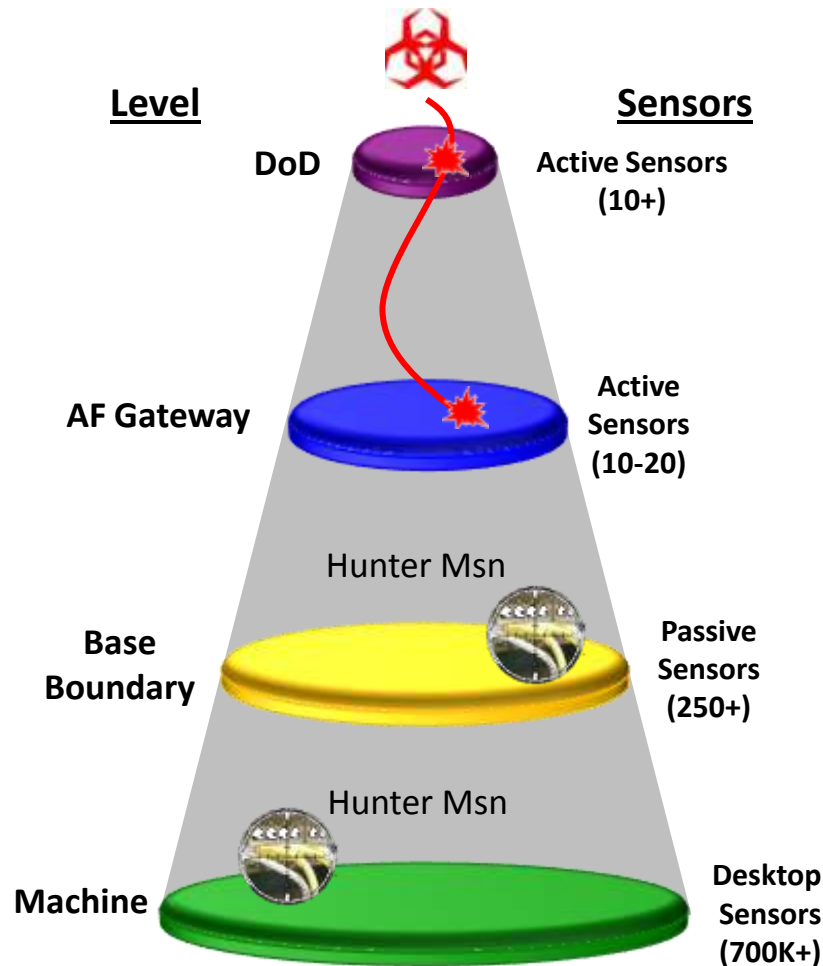 Level
Sensors
DoD
Active Sensors
(10+)
AF Gateway
Active
Sensors
(10-20)
Hunter Msn
Base
Boundary
Passive
Sensors
(250+)
Hunter Msn
Machine
Desktop
Sensors
(700K+)